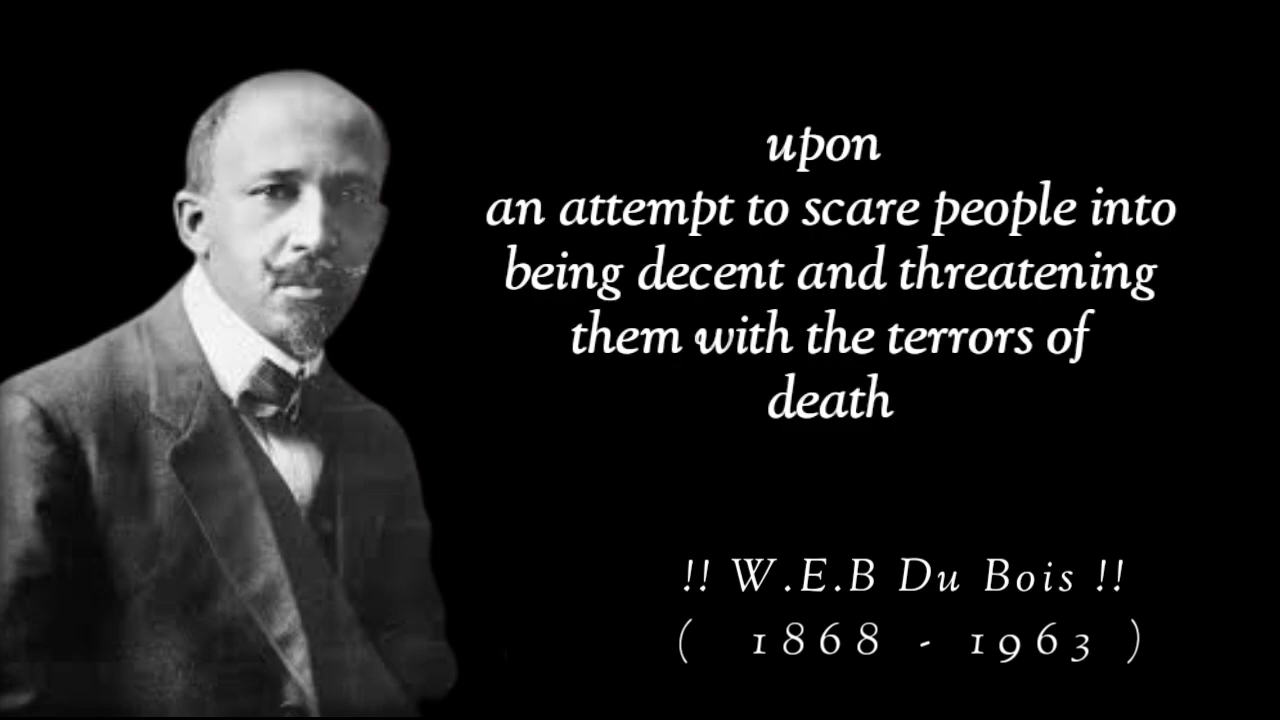 upon
an attempt to scare people into
being decent and threatening
them with the terrors of
death
!! W.E.B Du Bois !!
( 1868 - 1963 )